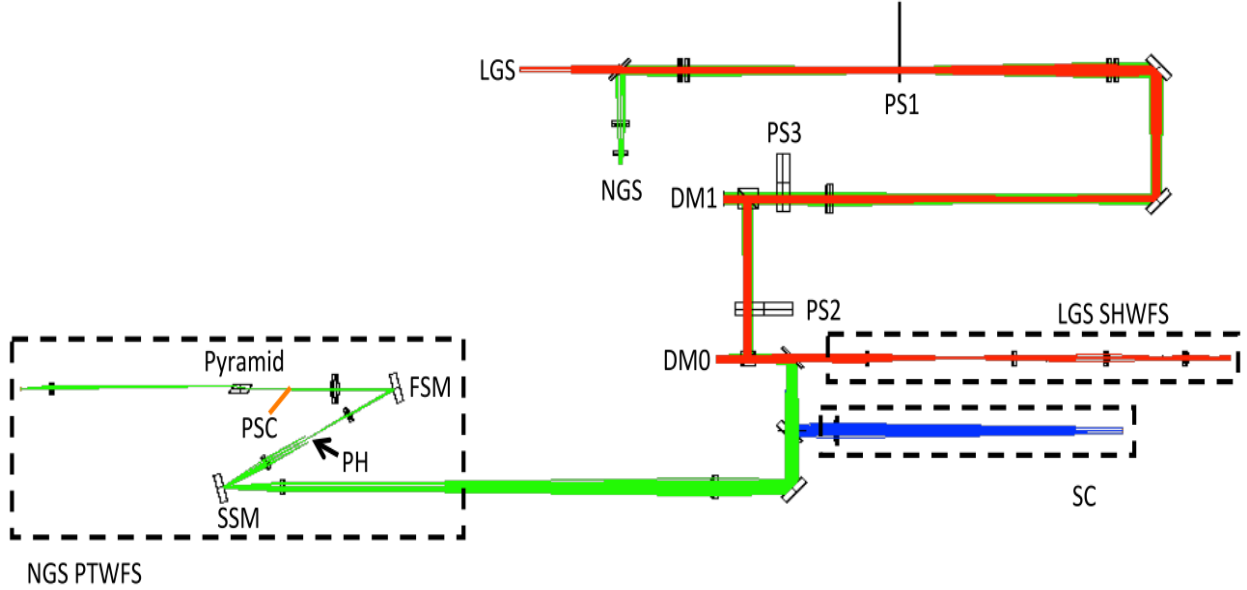 LGS
PS1
PS3
NGS
DM1
PS2
LGS SHWFS
DM0
Pyramid
FSM
PSC
PH
SC
SSM
NGS PTWFS